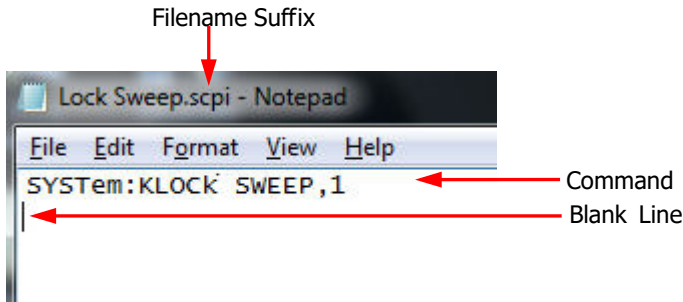 Filename Suffix
Lock Sweep.scpi - Notepad
File Edit Format View Help
SYSTem:KLOCk SWEEP,1
Command
Blank Line